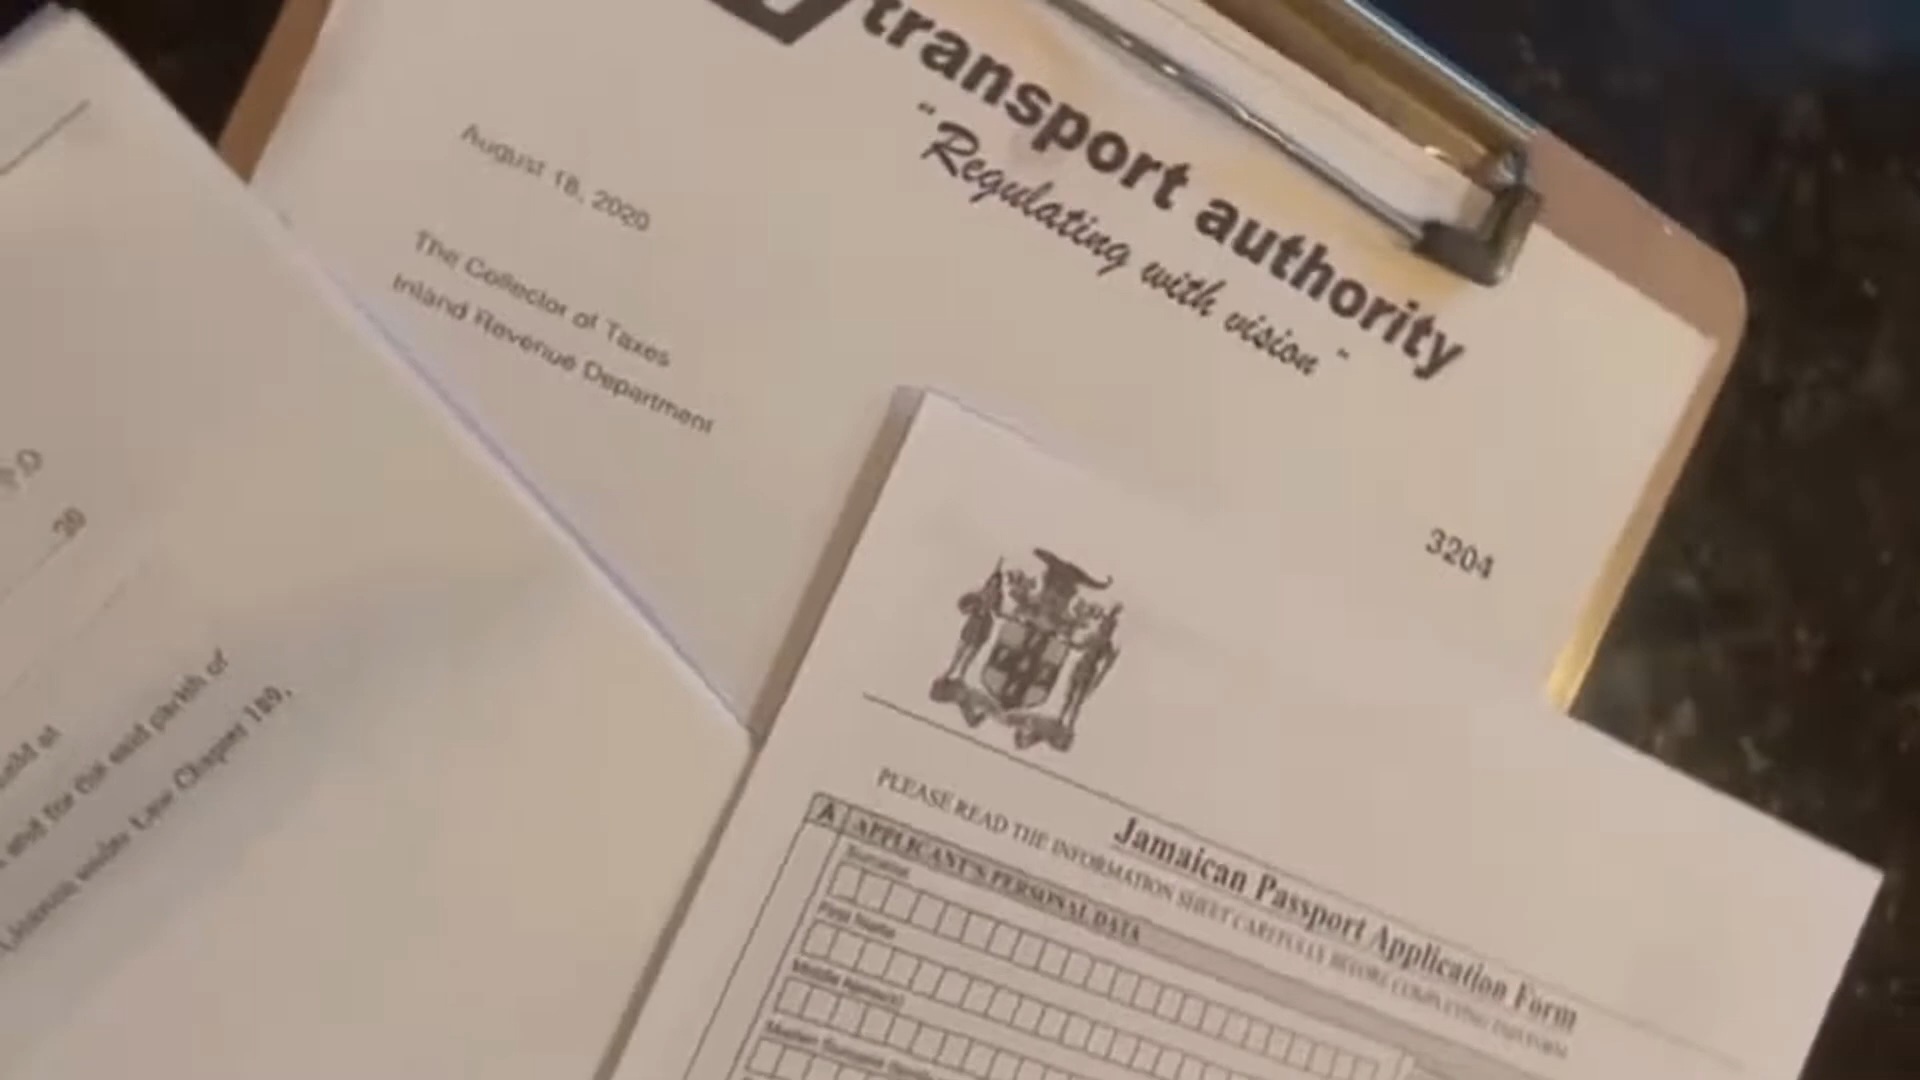 transport authority
"Regulating with vision"
August 18, 2020
The Collector of Taxes
Inland Revenue Department
3204
Jamaican Passport Application Form
PLEASE READ THE INFORMATION SHEET CAREFULLY BEFORE COMPLETING THIS FORM
A APPLICANT'S PERSONAL DATA
Surname
First Name
Middle Name(s)
P.O
20
at
and for the said parish of
under Law Chapter 189,